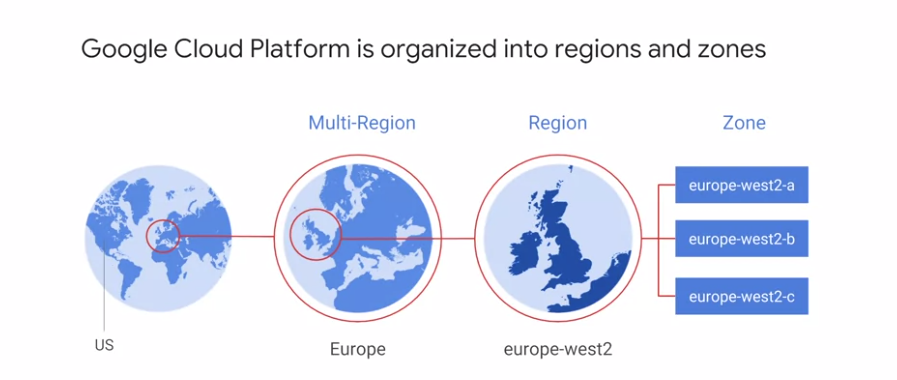 Google Cloud Platform is organized into regions and zones
Multi-Region
Region
Zone
europe-west2-a
europe-west2-b
europe-west2-c
US
Europe
europe-west2